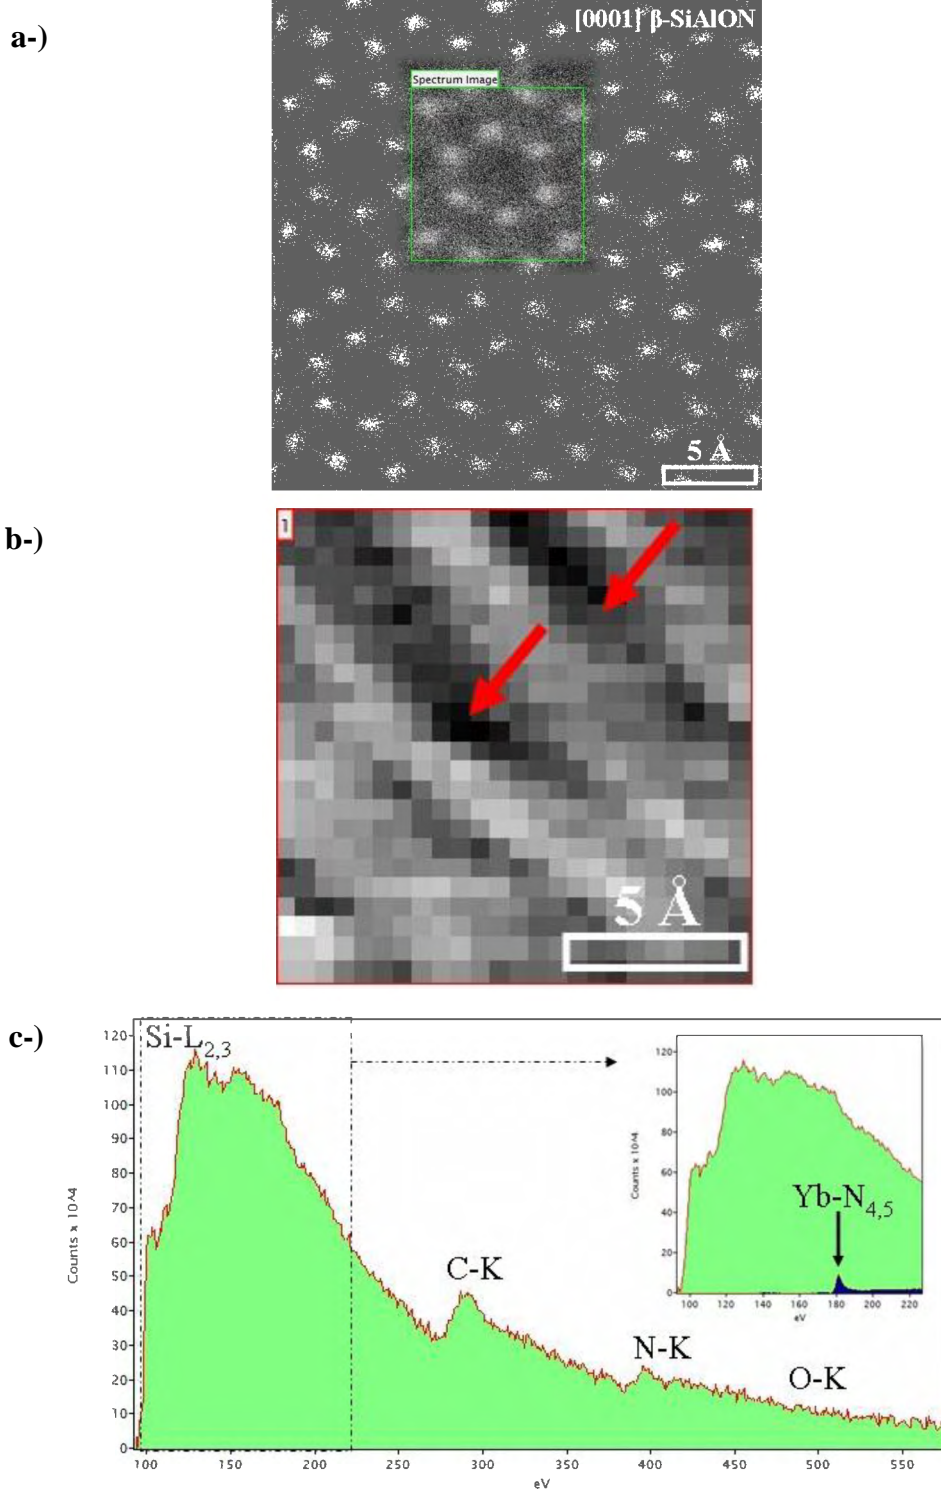 a-)
[0001] β-SiAlON
Spectrum Image
5 Å
b-)
1
5 Å
c-)
Si-L2,3
120
110
100
90
80
70
60
50
40
30
20
10
0
Counts x 10^4
100 150 200 250 300 350 400 450 500 550
eV
C-K
N-K
O-K
120
100
80
60
40
20
0
Counts x 10^4
Yb-N4,5
100 120 140 160 180 200 220
eV